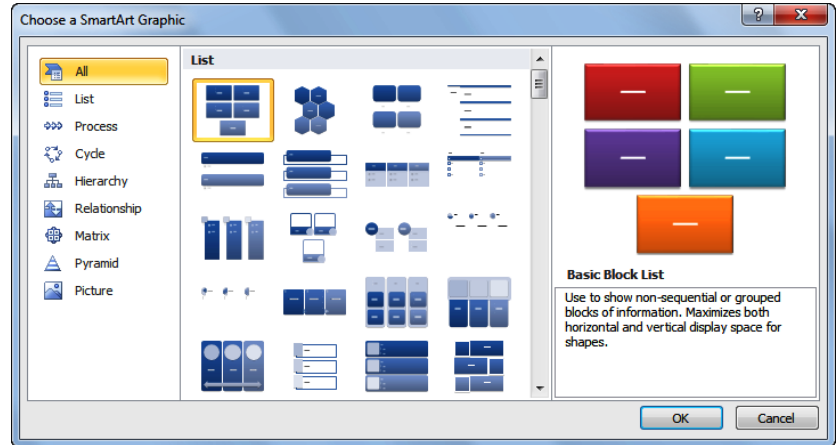 Choose a SmartArt Graphic
All
List
Process
Cycle
Hierarchy
Relationship
Matrix
Pyramid
Picture
List
Basic Block List
Use to show non-sequential or grouped
blocks of information. Maximizes both
horizontal and vertical display space for
shapes.
OK
Cancel